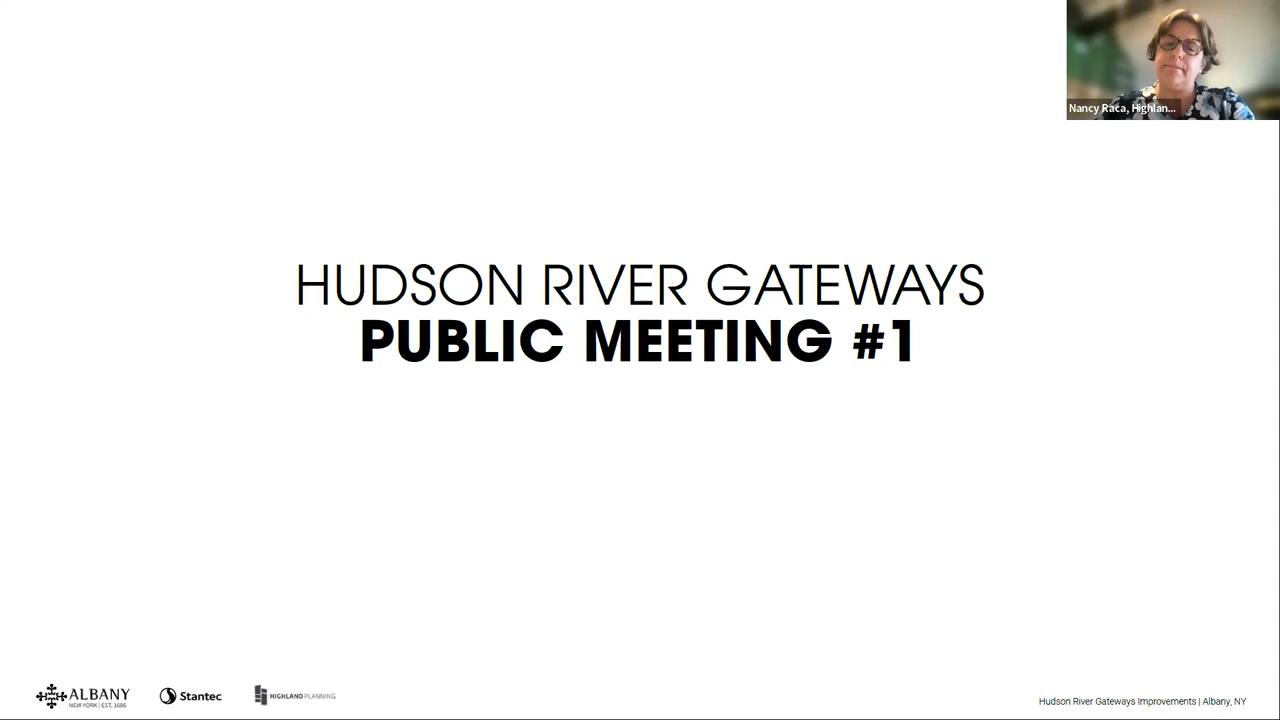 Nancy Raca, Highlan...
HUDSON RIVER GATEWAYS
PUBLIC MEETING #1
ALBANY
NEW YORK | EST. 1686
Stantec
HIGHLAND PLANNING
Hudson River Gateways Improvements | Albany, NY